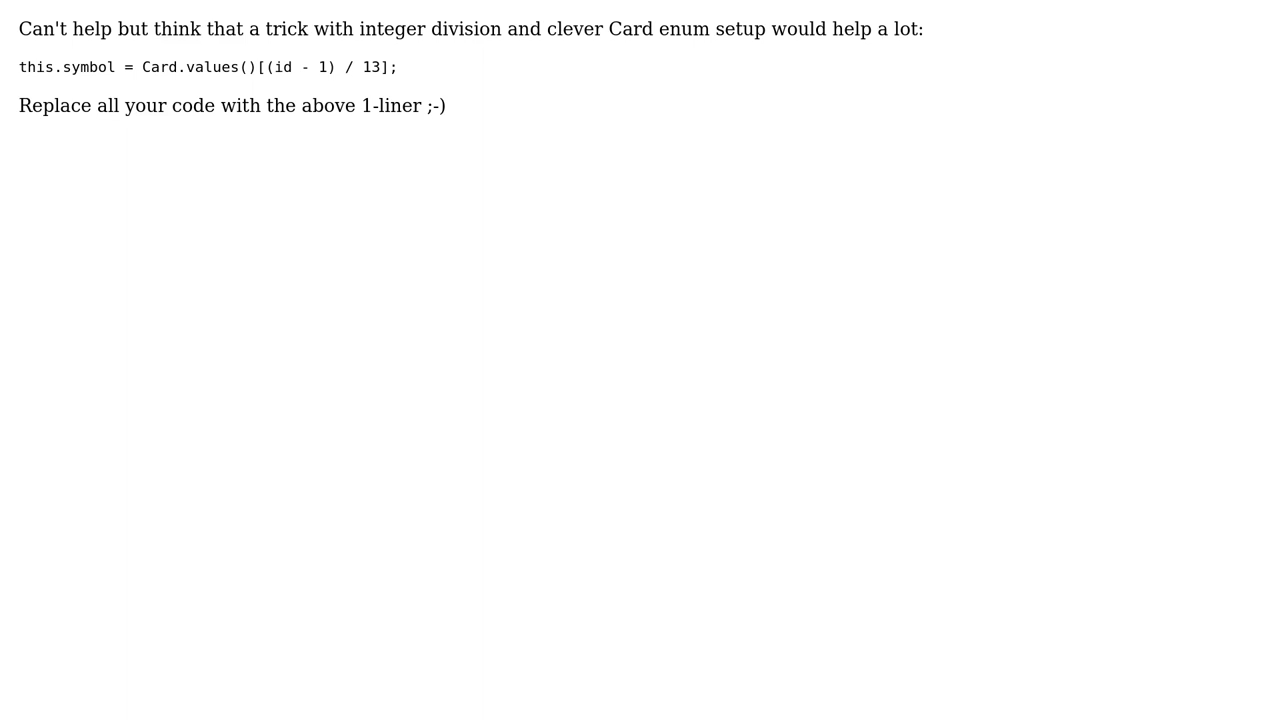 Can't help but think that a trick with integer division and clever Card enum setup would help a lot:
this.symbol = Card.values()[(id - 1) / 13];
Replace all your code with the above 1-liner ;-)